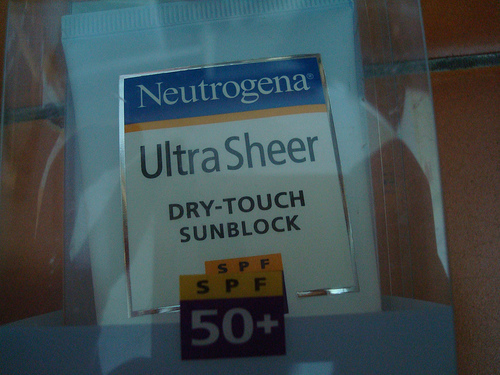 Neutrogena®
Ultra Sheer
DRY-TOUCH
SUNBLOCK
SPF
SPF
50+